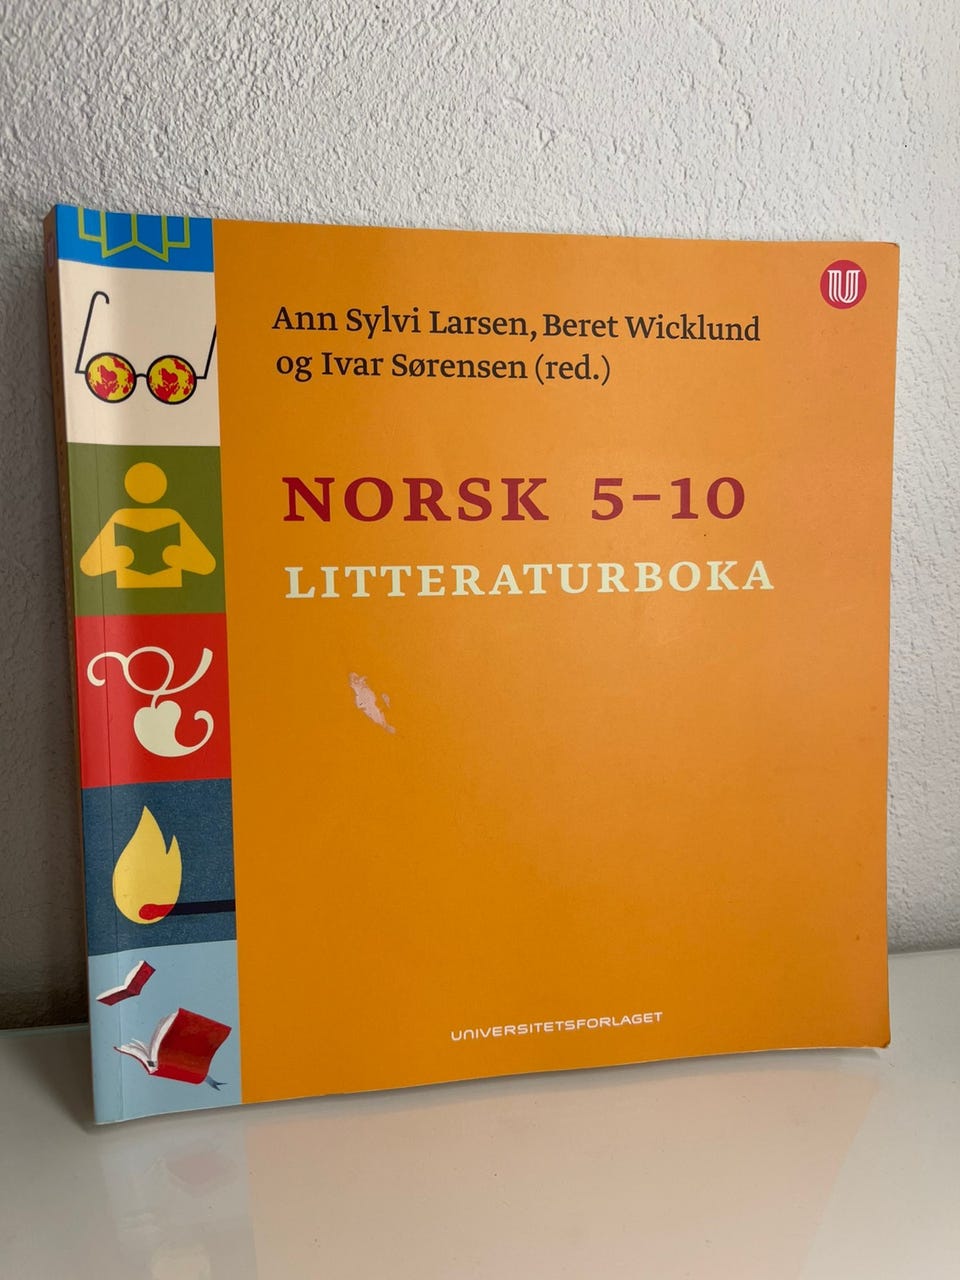 Ann Sylvi Larsen, Beret Wicklund
og Ivar Sørensen (red.)
NORSK 5–10
LITTERATURBOKA
UNIVERSITETSFORLAGET